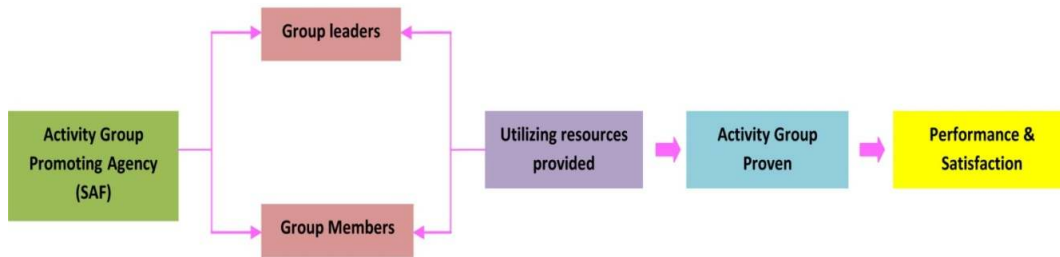 Group leaders
Activity Group
Promoting Agency
(SAF)
Utilizing resources
provided
Activity Group
Proven
Performance &
Satisfaction
Group Members